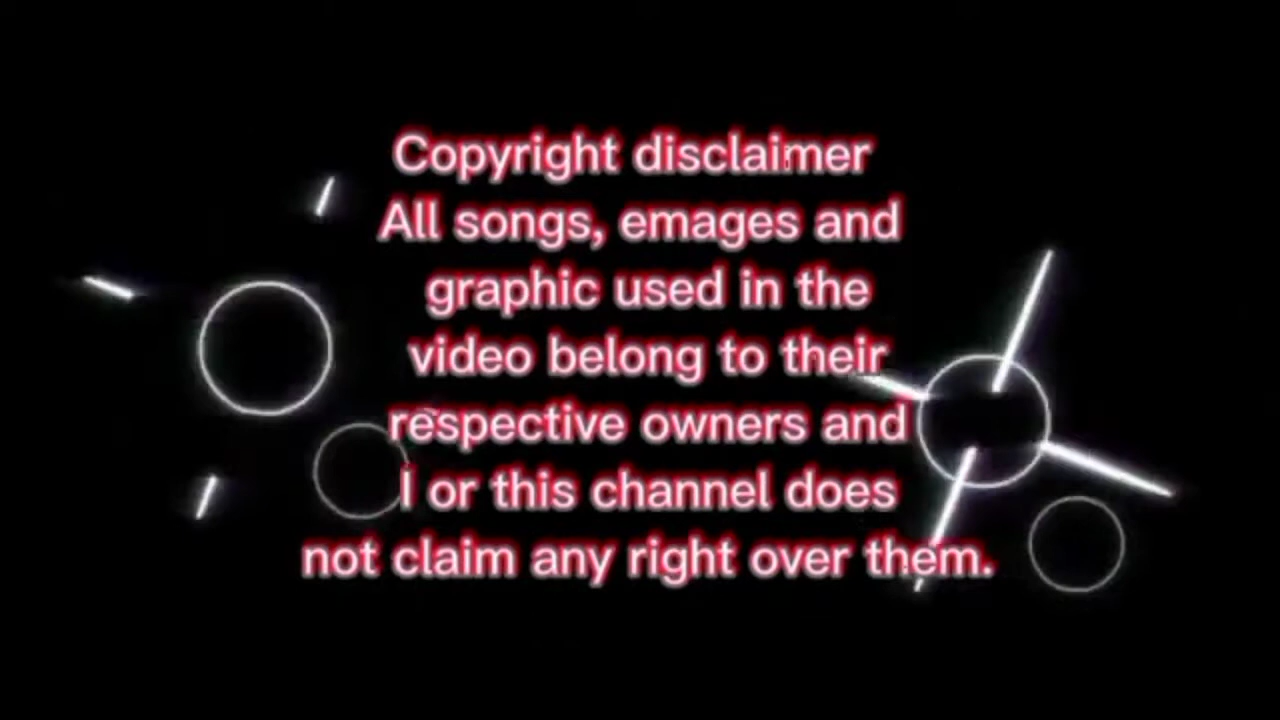 Copyright disclaimer
All songs, emages and
graphic used in the
video belong to their
respective owners and
i or this channel does
not claim any right over them.